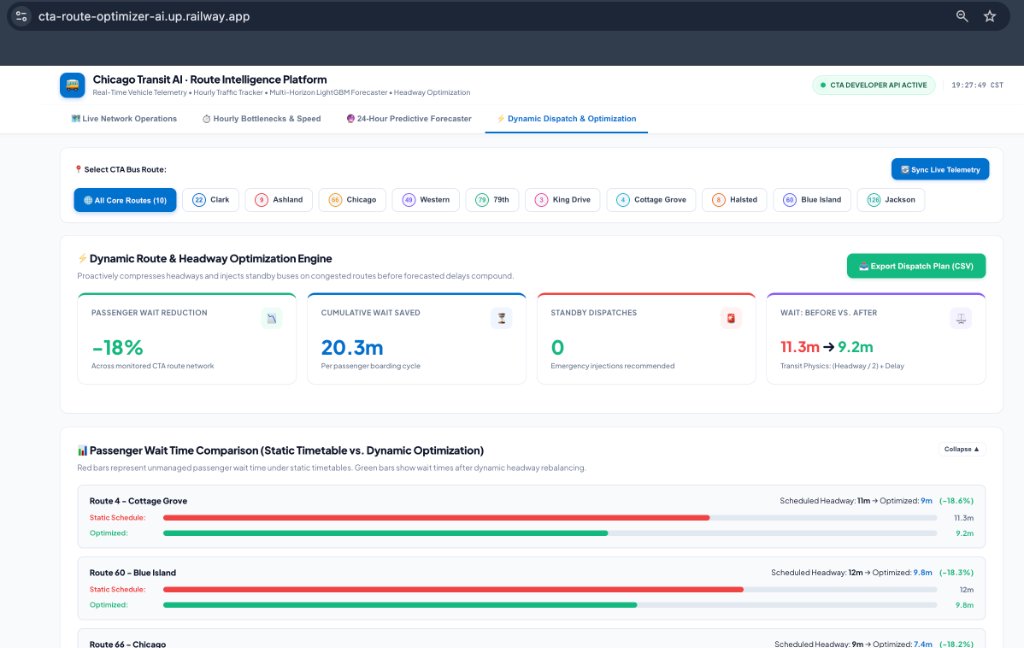 cta-route-optimizer-ai.up.railway.app
Chicago Transit AI · Route Intelligence Platform
Real-Time Vehicle Telemetry • Hourly Traffic Tracker • Multi-Horizon LightGBM Forecaster • Headway Optimization
CTA DEVELOPER API ACTIVE
19:27:49 CST
Live Network Operations
Hourly Bottlenecks & Speed
24-Hour Predictive Forecaster
Dynamic Dispatch & Optimization
Select CTA Bus Route:
Sync Live Telemetry
All Core Routes (10)
22 Clark
9 Ashland
66 Chicago
49 Western
79 79th
3 King Drive
4 Cottage Grove
8 Halsted
60 Blue Island
126 Jackson
Dynamic Route & Headway Optimization Engine
Proactively compresses headways and injects standby buses on congested routes before forecasted delays compound.
Export Dispatch Plan (CSV)
PASSENGER WAIT REDUCTION
-18%
Across monitored CTA route network
CUMULATIVE WAIT SAVED
20.3m
Per passenger boarding cycle
STANDBY DISPATCHES
0
Emergency injections recommended
WAIT: BEFORE VS. AFTER
11.3m → 9.2m
Transit Physics: (Headway / 2) + Delay
Passenger Wait Time Comparison (Static Timetable vs. Dynamic Optimization)
Collapse ▲
Red bars represent unmanaged passenger wait time under static timetables. Green bars show wait times after dynamic headway rebalancing.
Route 4 - Cottage Grove
Scheduled Headway: 11m → Optimized: 9m (-18.6%)
Static Schedule: 11.3m
Optimized: 9.2m
Route 60 - Blue Island
Scheduled Headway: 12m → Optimized: 9.8m (-18.3%)
Static Schedule: 12m
Optimized: 9.8m
Route 66 - Chicago
Scheduled Headway: 9m → Optimized: 7.4m (-18.2%)